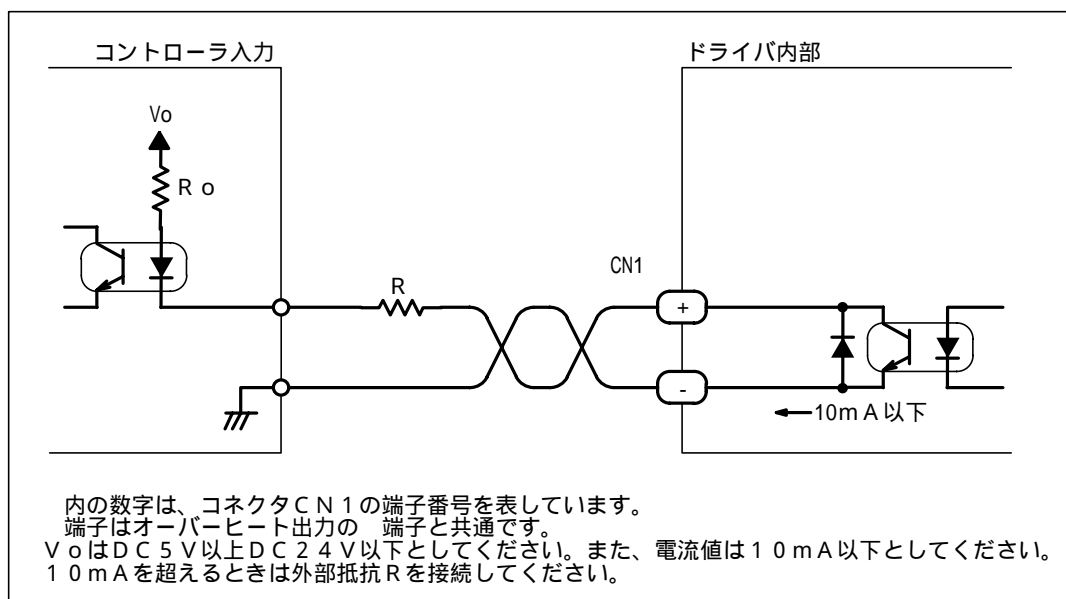 コントローラ入力
ドライバ内部
Vo
Ro
R
CN1
+
-
10mA以下
内の数字は、コネクタCN1の端子番号を表しています。
端子はオーバーヒート出力の 端子と共通です。
VoはDC5V以上DC24V以下としてください。また、電流値は10mA以下としてください。
10mAを超えるときは外部抵抗Rを接続してください。